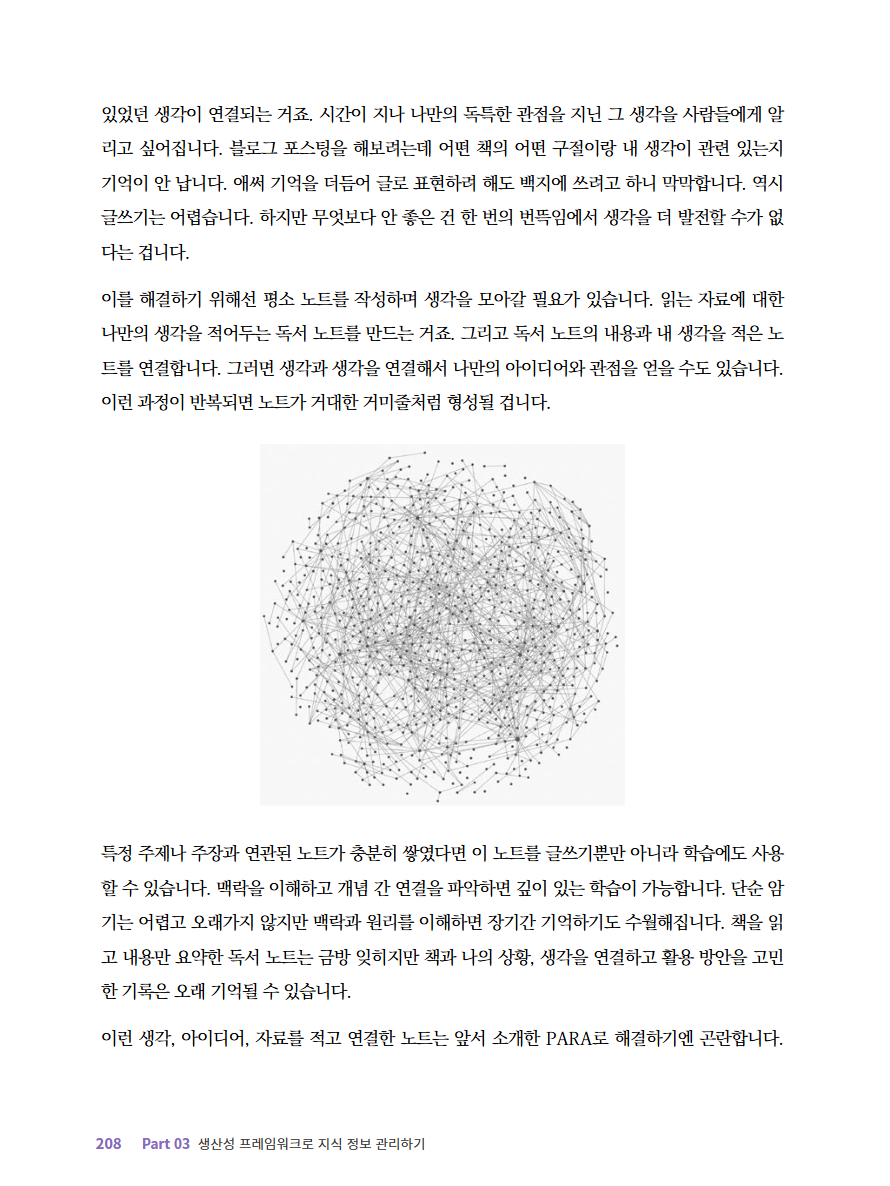 있었던 생각이 연결되는 거죠. 시간이 지나 나만의 독특한 관점을 지닌 그 생각을 사람들에게 알
리고 싶어집니다. 블로그 포스팅을 해보려는데 어떤 책의 어떤 구절이랑 내 생각이 관련 있는지
기억이 안 납니다. 애써 기억을 더듬어 글로 표현하려 해도 백지에 쓰려고 하니 막막합니다. 역시
글쓰기는 어렵습니다. 하지만 무엇보다 안 좋은 건 한 번의 번뜩임에서 생각을 더 발전할 수가 없
다는 겁니다.
이를 해결하기 위해선 평소 노트를 작성하며 생각을 모아갈 필요가 있습니다. 읽는 자료에 대한
나만의 생각을 적어두는 독서 노트를 만드는 거죠. 그리고 독서 노트의 내용과 내 생각을 적은 노
트를 연결합니다. 그러면 생각과 생각을 연결해서 나만의 아이디어와 관점을 얻을 수도 있습니다.
이런 과정이 반복되면 노트가 거대한 거미줄처럼 형성될 겁니다.
특정 주제나 주장과 연관된 노트가 충분히 쌓였다면 이 노트를 글쓰기뿐만 아니라 학습에도 사용
할 수 있습니다. 맥락을 이해하고 개념 간 연결을 파악하면 깊이 있는 학습이 가능합니다. 단순 암
기는 어렵고 오래가지 않지만 맥락과 원리를 이해하면 장기간 기억하기도 수월해집니다. 책을 읽
고 내용만 요약한 독서 노트는 금방 잊히지만 책과 나의 상황, 생각을 연결하고 활용 방안을 고민
한 기록은 오래 기억될 수 있습니다.
이런 생각, 아이디어, 자료를 적고 연결한 노트는 앞서 소개한 PARA로 해결하기엔 곤란합니다.
208 Part 03 생산성 프레임워크로 지식 정보 관리하기